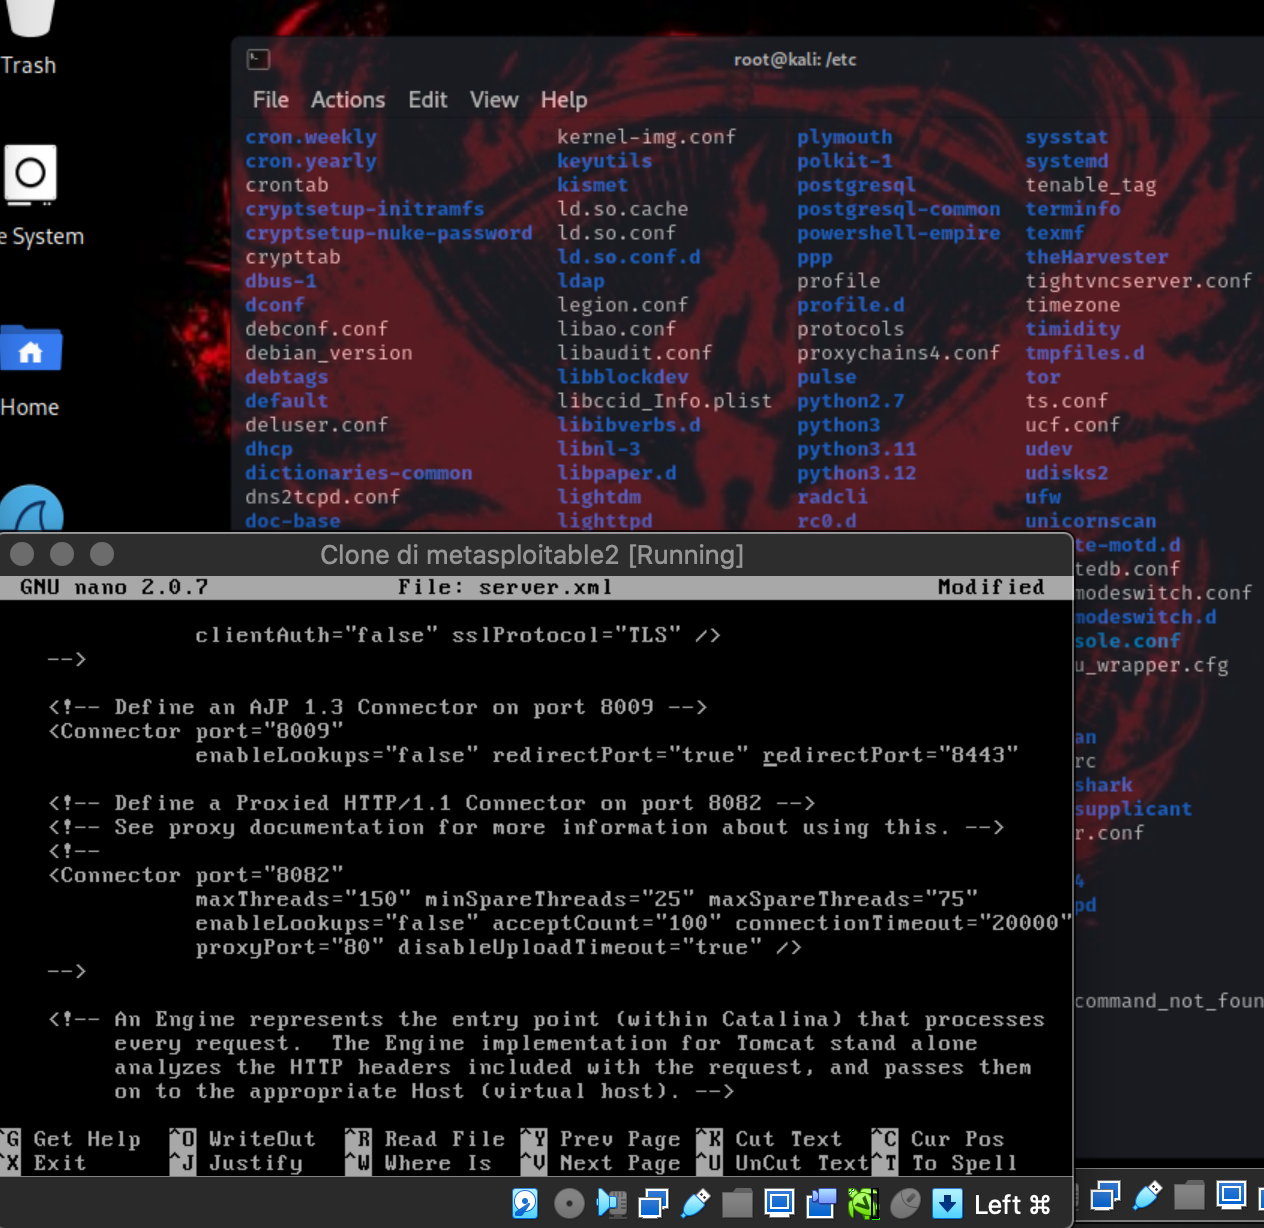 Trash
e System
Home
root@kali: /etc
File Actions Edit View Help
cron.weekly kernel-img.conf plymouth sysstat
cron.yearly keyutils polkit-1 systemd
crontab kismet postgresql tenable_tag
cryptsetup-initramfs ld.so.cache postgresql-common terminfo
cryptsetup-nuke-password ld.so.conf powershell-empire texmf
crypttab ld.so.conf.d ppp theHarvester
dbus-1 ldap profile tightvncserver.conf
dconf legion.conf profile.d timezone
debconf.conf libao.conf protocols timidity
debian_version libaudit.conf proxychains4.conf tmpfiles.d
debtags libblockdev pulse tor
default libccid_Info.plist python2.7 ts.conf
deluser.conf libibverbs.d python3 ucf.conf
dhcp libnl-3 python3.11 udev
dictionaries-common libpaper.d python3.12 udisks2
dns2tcpd.conf lightdm radcli ufw
doc-base lighttpd rc0.d unicornscan
te-motd.d
tedb.conf
modeswitch.conf
modeswitch.d
sole.conf
u_wrapper.cfg
an
rc
shark
supplicant
r.conf
4
pd
command_not_foun
Clone di metasploitable2 [Running]
GNU nano 2.0.7 File: server.xml Modified
clientAuth="false" sslProtocol="TLS" />
-->
<!-- Define an AJP 1.3 Connector on port 8009 -->
<Connector port="8009"
enableLookups="false" redirectPort="true" redirectPort="8443"
<!-- Define a Proxied HTTP/1.1 Connector on port 8082 -->
<!-- See proxy documentation for more information about using this. -->
<!--
<Connector port="8082"
maxThreads="150" minSpareThreads="25" maxSpareThreads="75"
enableLookups="false" acceptCount="100" connectionTimeout="20000"
proxyPort="80" disableUploadTimeout="true" />
-->
<!-- An Engine represents the entry point (within Catalina) that processes
every request. The Engine implementation for Tomcat stand alone
analyzes the HTTP headers included with the request, and passes them
on to the appropriate Host (virtual host). -->
^G Get Help ^O WriteOut ^R Read File ^Y Prev Page ^K Cut Text ^C Cur Pos
^X Exit ^J Justify ^W Where Is ^V Next Page ^U UnCut Text ^T To Spell
Left ⌘